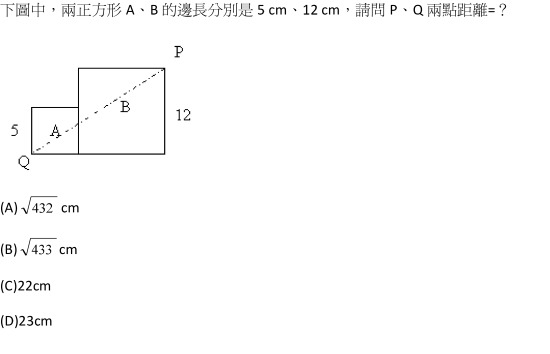 下圖中，兩正方形 A、B 的邊長分別是 5 cm、12 cm，請問 P、Q 兩點距離=？
P
B
12
5
A
Q
(A) √432 cm
(B) √433 cm
(C)22cm
(D)23cm